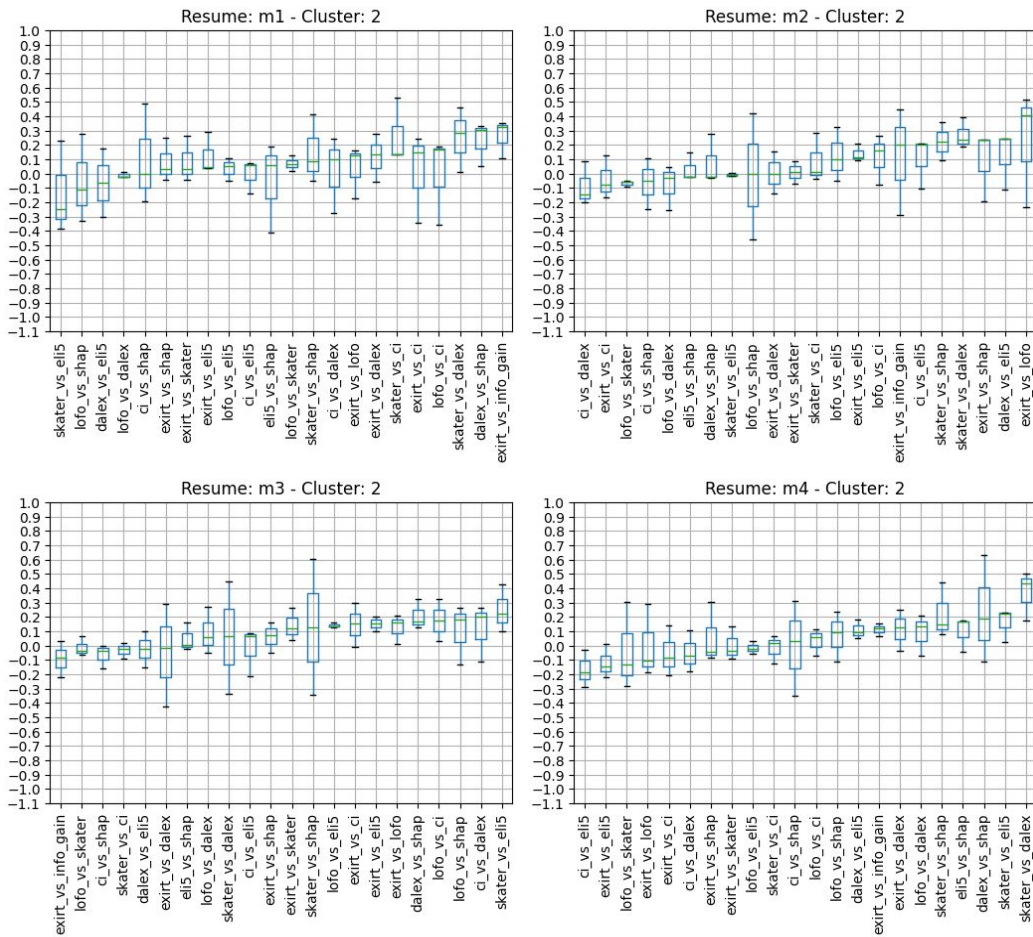 Resume: m1 - Cluster: 2
1.0
0.9
0.8
0.7
0.6
0.5
0.4
0.3
0.2
0.1
0.0
−0.1
−0.2
−0.3
−0.4
−0.5
−0.6
−0.7
−0.8
−0.9
−1.0
−1.1
skater_vs_eli5
lofo_vs_shap
dalex_vs_eli5
lofo_vs_dalex
ci_vs_shap
exirt_vs_shap
exirt_vs_skater
exirt_vs_eli5
lofo_vs_eli5
ci_vs_eli5
eli5_vs_shap
lofo_vs_skater
skater_vs_shap
ci_vs_dalex
exirt_vs_lofo
exirt_vs_dalex
skater_vs_ci
exirt_vs_ci
lofo_vs_ci
skater_vs_dalex
dalex_vs_shap
exirt_vs_info_gain
Resume: m2 - Cluster: 2
1.0
0.9
0.8
0.7
0.6
0.5
0.4
0.3
0.2
0.1
0.0
−0.1
−0.2
−0.3
−0.4
−0.5
−0.6
−0.7
−0.8
−0.9
−1.0
−1.1
ci_vs_dalex
exirt_vs_ci
lofo_vs_skater
ci_vs_shap
lofo_vs_dalex
eli5_vs_shap
dalex_vs_shap
skater_vs_eli5
lofo_vs_shap
exirt_vs_dalex
exirt_vs_skater
skater_vs_ci
lofo_vs_eli5
exirt_vs_eli5
lofo_vs_ci
exirt_vs_info_gain
ci_vs_eli5
skater_vs_shap
skater_vs_dalex
exirt_vs_shap
dalex_vs_eli5
exirt_vs_lofo
Resume: m3 - Cluster: 2
1.0
0.9
0.8
0.7
0.6
0.5
0.4
0.3
0.2
0.1
0.0
−0.1
−0.2
−0.3
−0.4
−0.5
−0.6
−0.7
−0.8
−0.9
−1.0
−1.1
exirt_vs_info_gain
lofo_vs_skater
ci_vs_shap
skater_vs_ci
dalex_vs_eli5
exirt_vs_dalex
eli5_vs_shap
lofo_vs_dalex
skater_vs_dalex
ci_vs_eli5
exirt_vs_shap
exirt_vs_skater
skater_vs_shap
lofo_vs_eli5
exirt_vs_ci
exirt_vs_eli5
exirt_vs_lofo
dalex_vs_shap
lofo_vs_ci
lofo_vs_shap
ci_vs_dalex
skater_vs_eli5
Resume: m4 - Cluster: 2
1.0
0.9
0.8
0.7
0.6
0.5
0.4
0.3
0.2
0.1
0.0
−0.1
−0.2
−0.3
−0.4
−0.5
−0.6
−0.7
−0.8
−0.9
−1.0
−1.1
ci_vs_eli5
exirt_vs_eli5
lofo_vs_skater
exirt_vs_lofo
exirt_vs_ci
ci_vs_dalex
exirt_vs_shap
exirt_vs_skater
lofo_vs_eli5
skater_vs_ci
ci_vs_shap
lofo_vs_ci
lofo_vs_shap
dalex_vs_eli5
exirt_vs_info_gain
exirt_vs_dalex
lofo_vs_dalex
skater_vs_shap
eli5_vs_shap
dalex_vs_shap
skater_vs_eli5
skater_vs_dalex